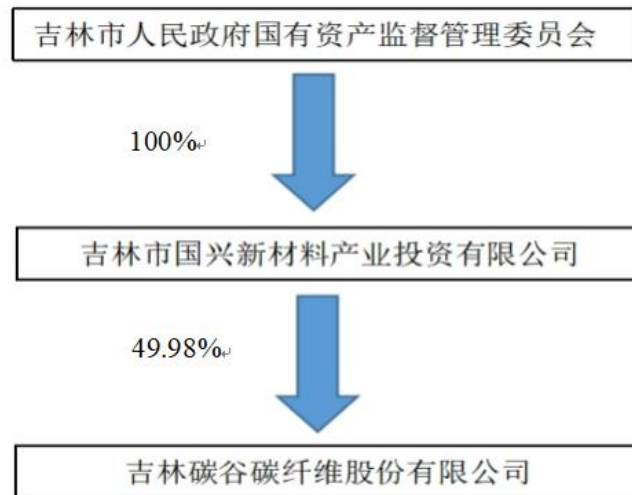 吉林市人民政府国有资产监督管理委员会
100%
吉林市国兴新材料产业投资有限公司
49.98%
吉林碳谷碳纤维股份有限公司